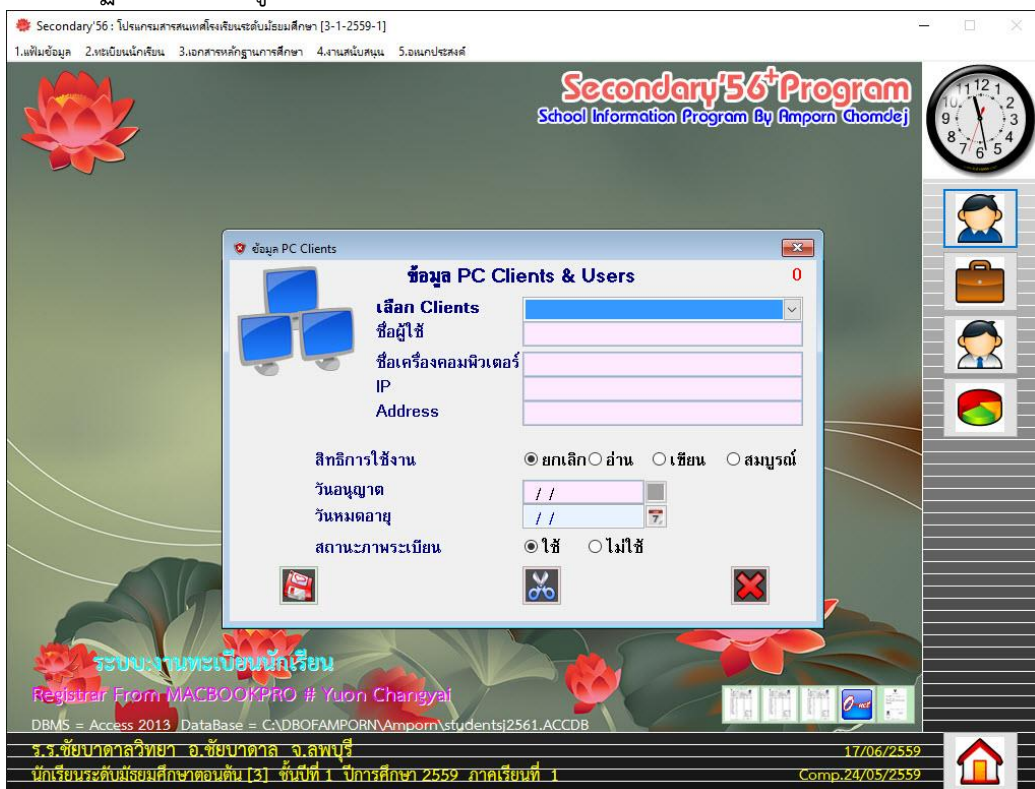 Secondary'56 : โปรแกรมสารสนเทศโรงเรียนระดับมัธยมศึกษา [3-1-2559-1]
1.แฟ้มข้อมูล 2.ทะเบียนนักเรียน 3.เอกสารหลักฐานการศึกษา 4.งานสนับสนุน 5.อเนกประสงค์
Secondary'56+Program
School Information Program By Amporn Chomdej
ข้อมูล PC Clients
ข้อมูล PC Clients & Users 0
เลือก Clients
ชื่อผู้ใช้
ชื่อเครื่องคอมพิวเตอร์
IP
Address
สิทธิการใช้งาน ยกเลิก อ่าน เขียน สมบูรณ์
วันอนุญาต / /
วันหมดอายุ / /
สถานะภาพระเบียน ใช้ ไม่ใช้
ระบบ:งานทะเบียนนักเรียน
Registrar From MACBOOKPRO # Yuon Changyai
DBMS = Access 2013 DataBase = C:\DBOFAMPORN\Amporn\studentsj2561.ACCDB
ร.ร.ชัยบาดาลวิทยา อ.ชัยบาดาล จ.ลพบุรี 17/06/2559
นักเรียนระดับมัธยมศึกษาตอนต้น [3] ชั้นปีที่ 1 ปีการศึกษา 2559 ภาคเรียนที่ 1 Comp.24/05/2559